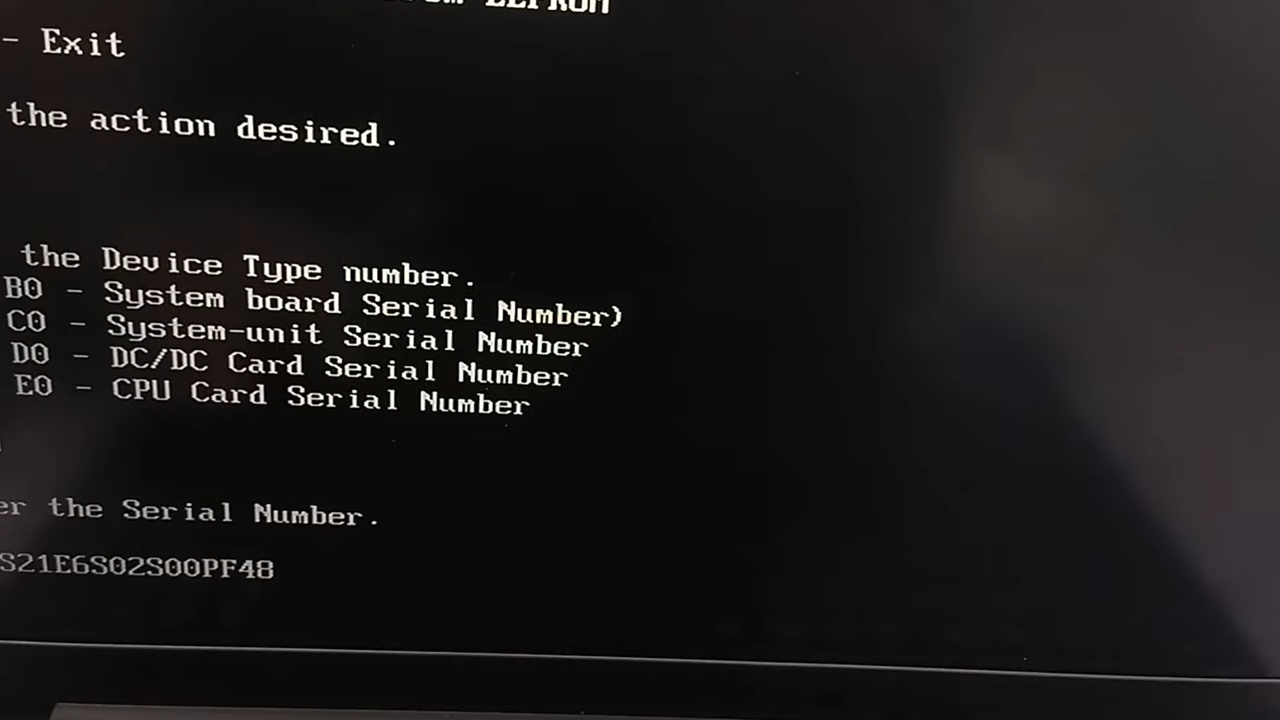 EEPROM
- Exit
the action desired.
the Device Type number.
B0 - System board Serial Number)
C0 - System-unit Serial Number
D0 - DC/DC Card Serial Number
E0 - CPU Card Serial Number
er the Serial Number.
S21E6S02S00PF48